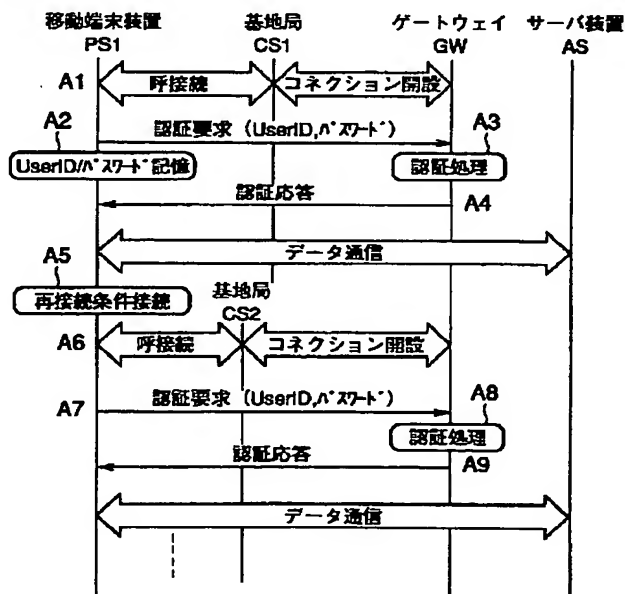 移動端末装置 基地局 ゲートウェイ サーバ装置
PS1 CS1 GW AS
A1 呼接続 コネクション開設
A2 認証要求 (UserID,パスワード) A3
UserID/パスワード記憶 認証処理
認証応答 A4
データ通信
A5
再接続条件接続 基地局
CS2
A6 呼接続 コネクション開設
A7 認証要求 (UserID,パスワード) A8
認証処理
認証応答 A9
データ通信